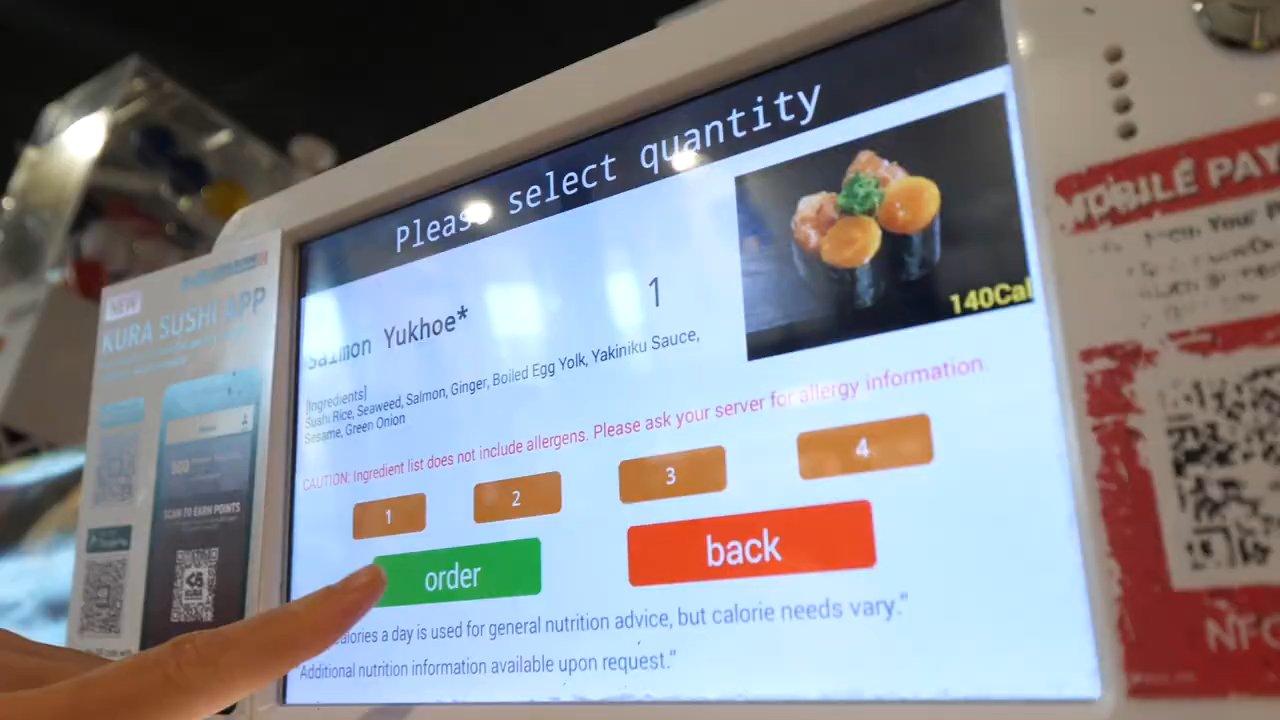 Please select quantity
Salmon Yukhoe*
1
140Cal
[Ingredients]
Sushi Rice, Seaweed, Salmon, Ginger, Boiled Egg Yolk, Yakiniku Sauce,
Sesame, Green Onion
CAUTION: Ingredient list does not include allergens. Please ask your server for allergy information.
1
2
3
4
order
back
calories a day is used for general nutrition advice, but calorie needs vary."
"Additional nutrition information available upon request."
NEW
KURA SUSHI APP
SCAN TO EARN POINTS
MOBILE PAY
Your
NFC